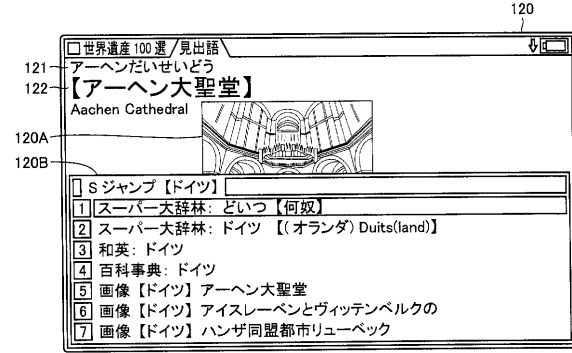 120
□世界遺産 100 選/見出語
121 アーヘンだいせいどう
122 【アーヘン大聖堂】
Aachen Cathedral
120A
120B
S ジャンプ【ドイツ】
1 スーパー大辞林: どいつ【何奴】
2 スーパー大辞林: ドイツ 【(オランダ) Duits(land)】
3 和英: ドイツ
4 百科事典: ドイツ
5 画像【ドイツ】アーヘン大聖堂
6 画像【ドイツ】アイスレーベンとヴィッテンベルクの
7 画像【ドイツ】ハンザ同盟都市リューベック